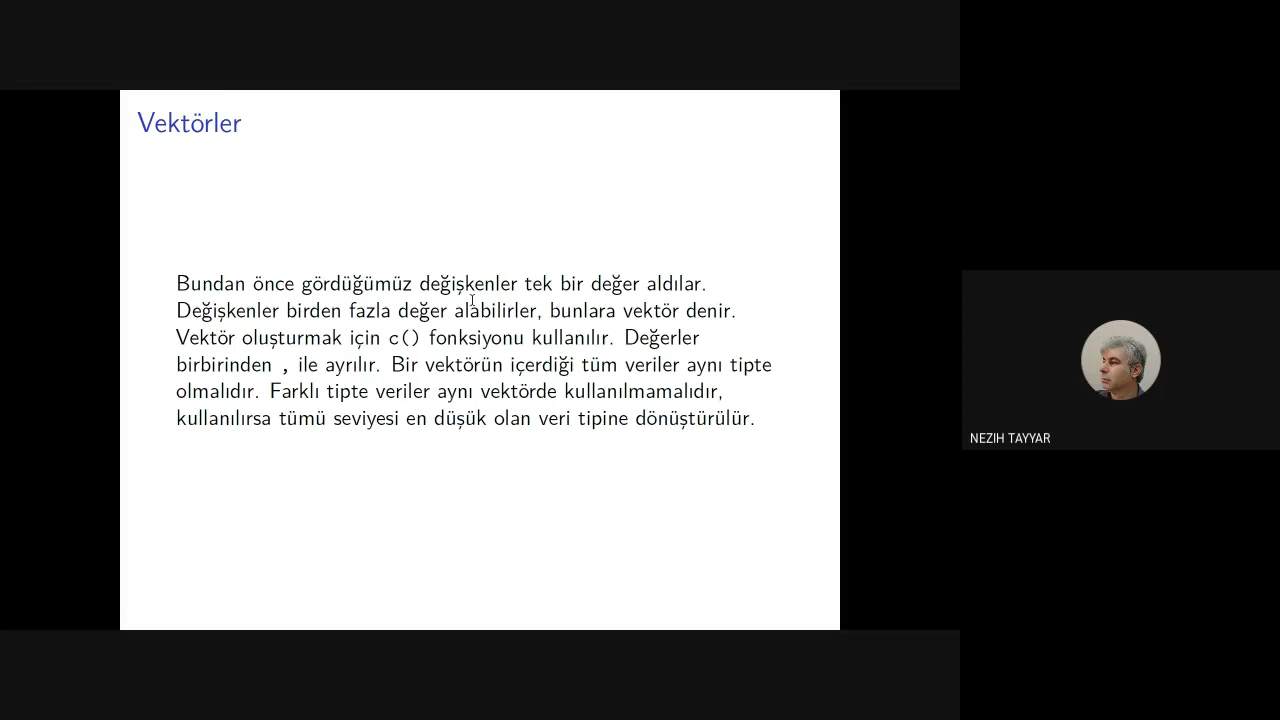 Vektörler
Bundan önce gördüğümüz değişkenler tek bir değer aldılar.
Değişkenler birden fazla değer alabilirler, bunlara vektör denir.
Vektör oluşturmak için c() fonksiyonu kullanılır. Değerler
birbirinden , ile ayrılır. Bir vektörün içerdiği tüm veriler aynı tipte
olmalıdır. Farklı tipte veriler aynı vektörde kullanılmamalıdır,
kullanılırsa tümü seviyesi en düşük olan veri tipine dönüştürülür.
NEZIH TAYYAR